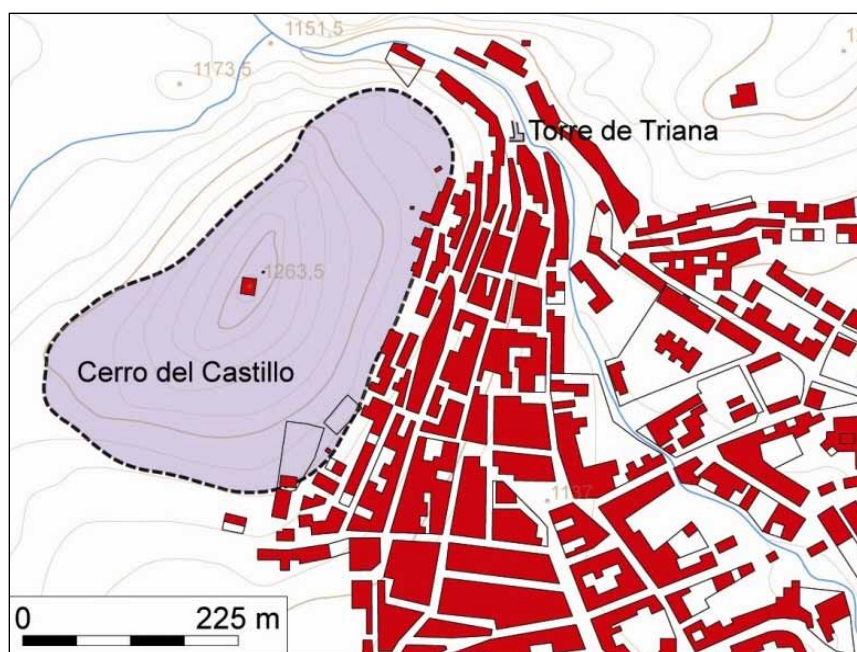 1151,5
1173,5
Torre de Triana
1263,5
Cerro del Castillo
1137
0 225 m